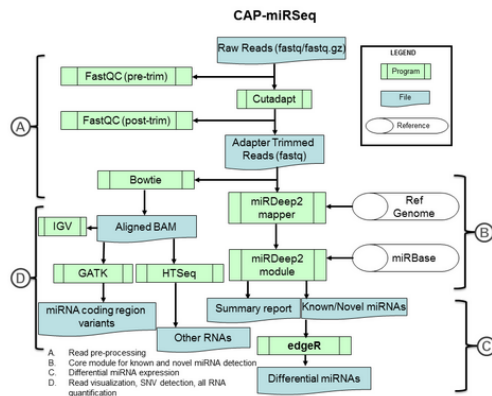 CAP-miRSeq
Raw Reads (fastq/fastq.gz)
LEGEND
Program
File
Reference
FastQC (pre-trim)
Cutadapt
FastQC (post-trim)
A
Adapter Trimmed
Reads (fastq)
Bowtie
miRDeep2
mapper
Ref
Genome
B
IGV
Aligned BAM
miRDeep2
module
miRBase
D
GATK
HTSeq
Summary report
Known/Novel miRNAs
miRNA coding region
variants
Other RNAs
edgeR
C
Differential miRNAs
A. Read pre-processing
B. Core module for known and novel miRNA detection
C. Differential miRNA expression
D. Read visualization, SNV detection, all RNA
quantification